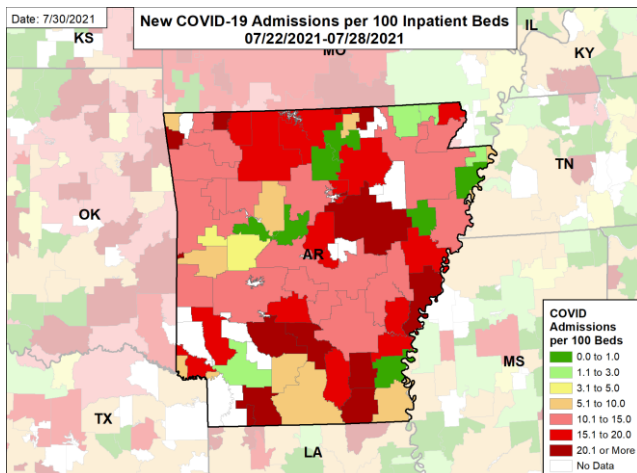 Date: 7/30/2021
New COVID-19 Admissions per 100 Inpatient Beds
07/22/2021-07/28/2021
KS
MO
IL
KY
TN
OK
AR
MS
TX
LA
COVID
Admissions
per 100 Beds
0.0 to 1.0
1.1 to 3.0
3.1 to 5.0
5.1 to 10.0
10.1 to 15.0
15.1 to 20.0
20.1 or More
No Data